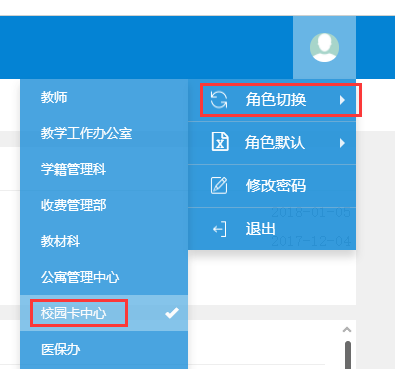 角色切换
角色默认
修改密码
2018-01-05
退出
2017-12-04
教师
教学工作办公室
学籍管理科
收费管理部
教材科
公寓管理中心
校园卡中心
医保办